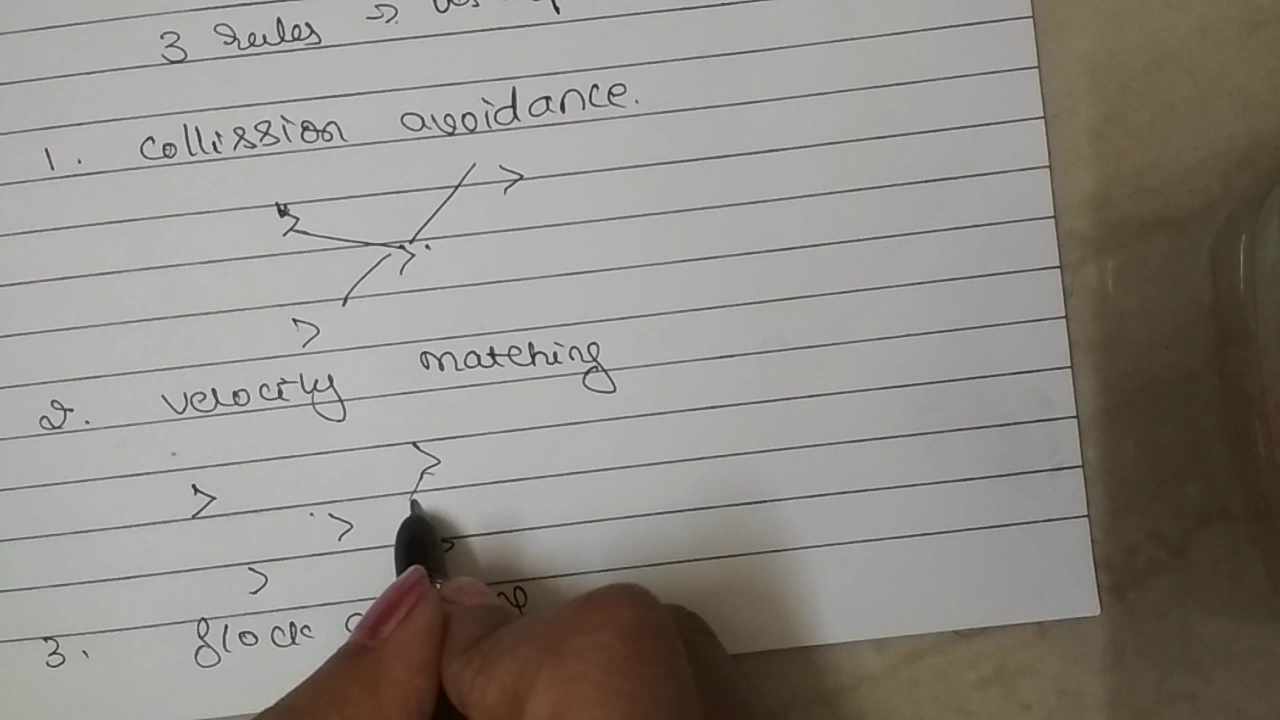 3 rules
1. collission avoidance.
2. velocity matching
3. flock